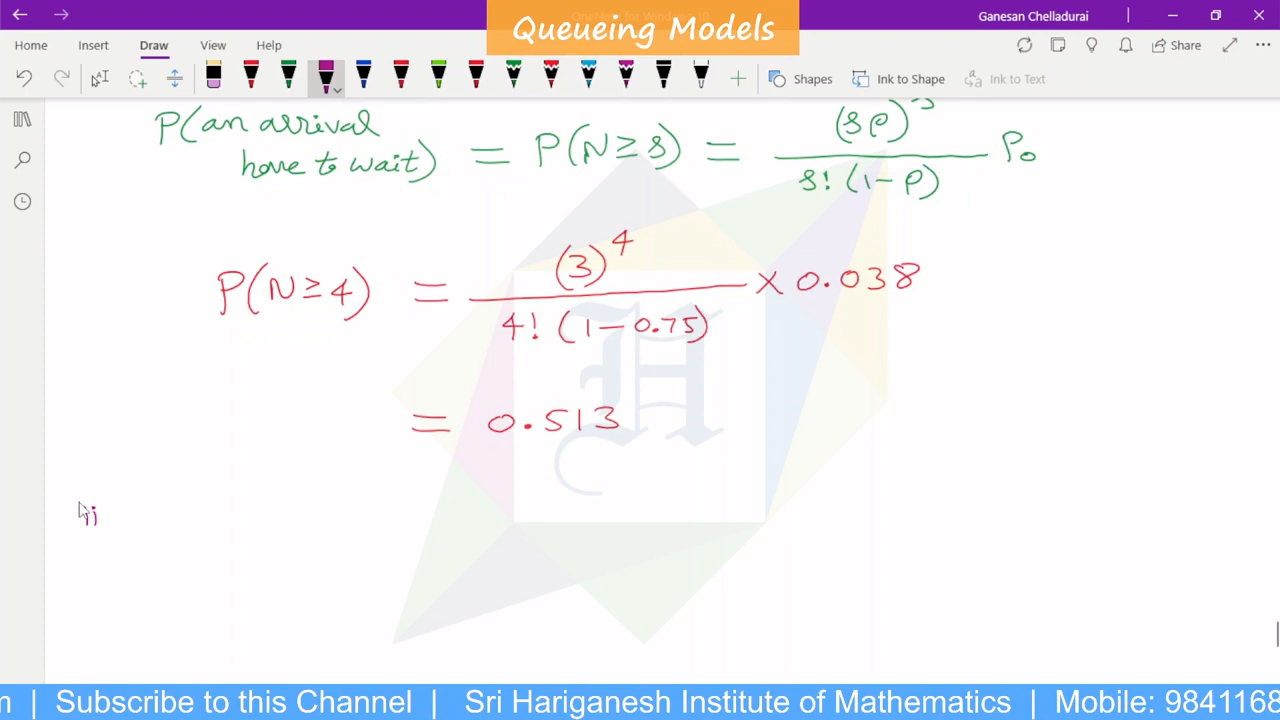 Queueing Models
Ganesan Chelladurai
Home Insert Draw View Help
Share
Shapes Ink to Shape Ink to Text
P(an arrival have to wait) = P(N≥s) = (sρ)^s / s! (1-ρ) P₀
P(N≥4) = (3)^4 / 4! (1-0.75) × 0.038
= 0.513
ii
m | Subscribe to this Channel | Sri Hariganesh Institute of Mathematics | Mobile: 9841168